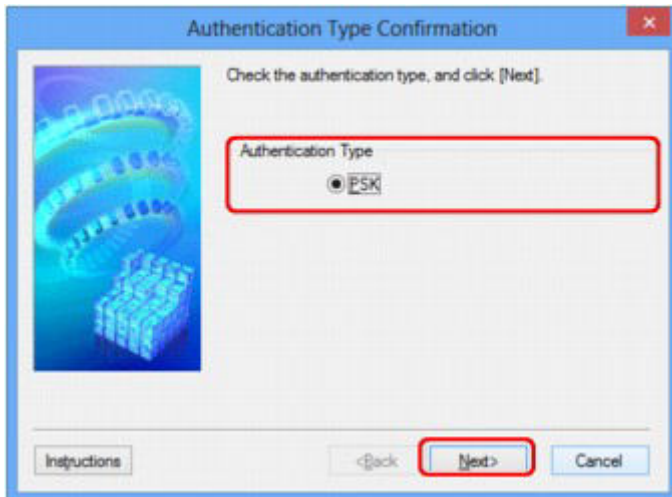 Authentication Type Confirmation
Check the authentication type, and click [Next].
Authentication Type
PSK
Instructions
<Back
Next>
Cancel